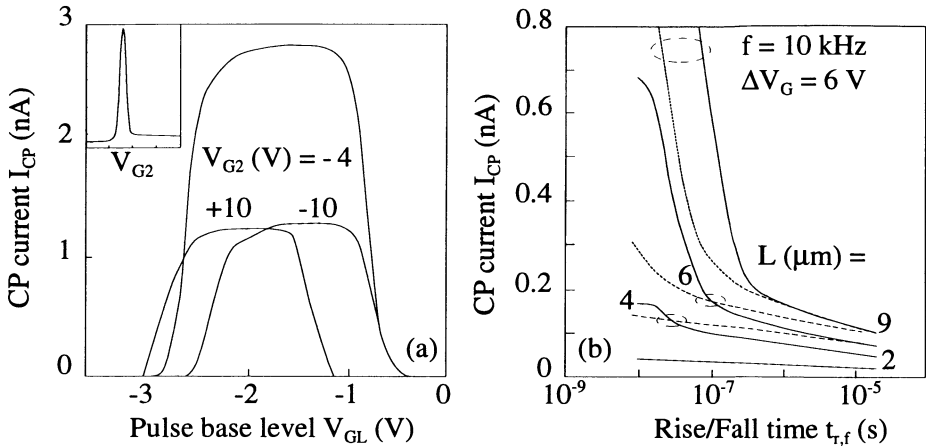 3
2
1
0
CP current I_CP (nA)
V_G2
V_G2 (V) = - 4
+10
-10
(a)
-3
-2
-1
0
Pulse base level V_GL (V)
0.8
0.6
0.4
0.2
0
CP current I_CP (nA)
f = 10 kHz
ΔV_G = 6 V
L (μm) =
6
4
9
2
(b)
10^-9
10^-7
10^-5
Rise/Fall time t_r,f (s)